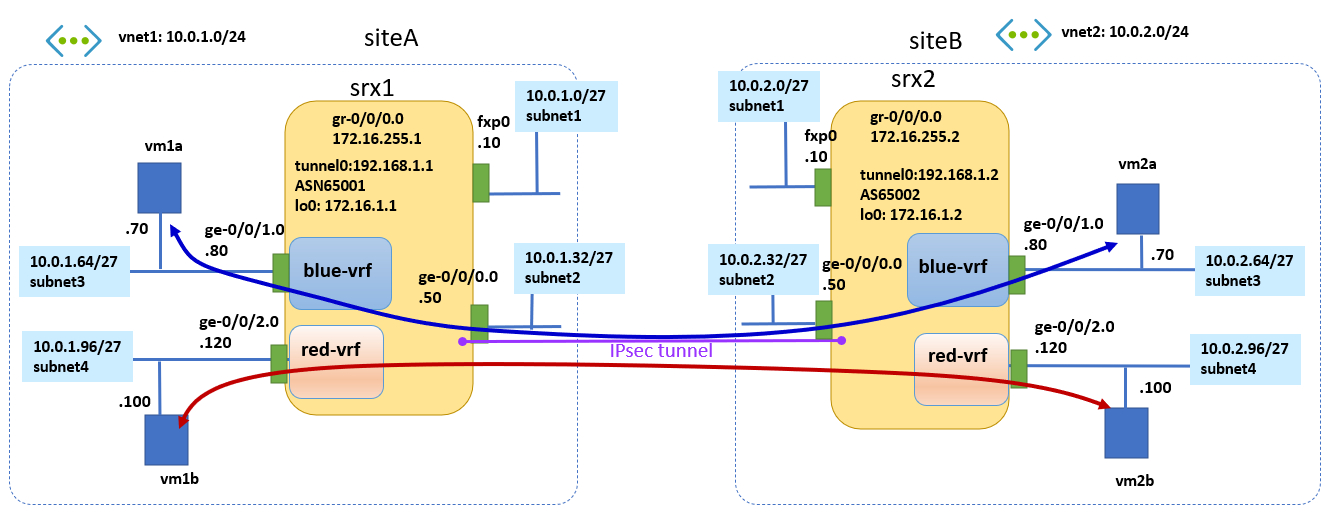 vnet1: 10.0.1.0/24
siteA
srx1
gr-0/0/0.0
172.16.255.1
tunnel0:192.168.1.1
ASN65001
lo0: 172.16.1.1
fxp0
.10
10.0.1.0/27
subnet1
vm1a
.70
ge-0/0/1.0
.80
10.0.1.64/27
subnet3
blue-vrf
ge-0/0/0.0
.50
10.0.1.32/27
subnet2
ge-0/0/2.0
.120
10.0.1.96/27
subnet4
red-vrf
.100
vm1b
IPsec tunnel
siteB
vnet2: 10.0.2.0/24
srx2
10.0.2.0/27
subnet1
fxp0
.10
gr-0/0/0.0
172.16.255.2
tunnel0:192.168.1.2
AS65002
lo0: 172.16.1.2
vm2a
ge-0/0/1.0
.80
.70
10.0.2.64/27
subnet3
10.0.2.32/27
subnet2
ge-0/0/0.0
.50
blue-vrf
red-vrf
ge-0/0/2.0
.120
10.0.2.96/27
subnet4
.100
vm2b